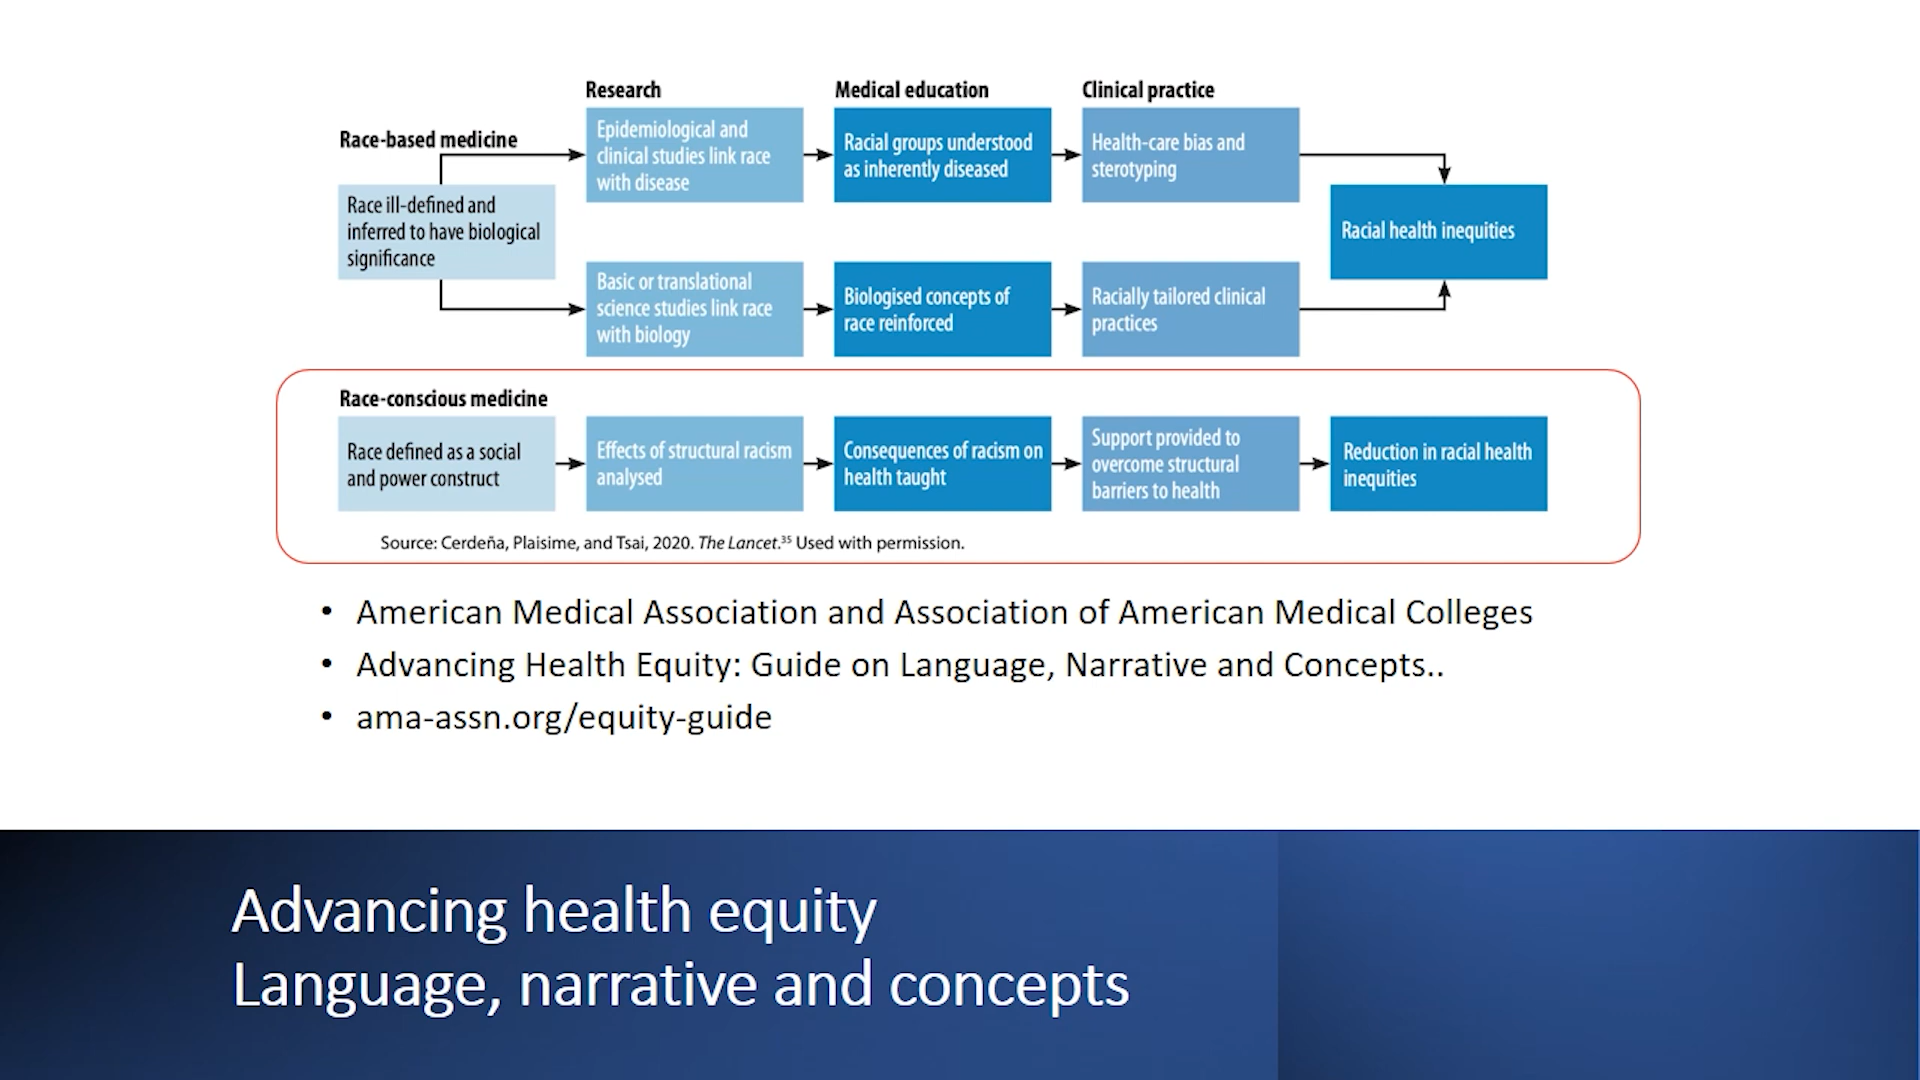 Research
Medical education
Clinical practice
Race-based medicine
Race ill-defined and
inferred to have biological
significance
Epidemiological and
clinical studies link race
with disease
Racial groups understood
as inherently diseased
Health-care bias and
sterotyping
Basic or translational
science studies link race
with biology
Biologised concepts of
race reinforced
Racially tailored clinical
practices
Racial health inequities
Race-conscious medicine
Race defined as a social
and power construct
Effects of structural racism
analysed
Consequences of racism on
health taught
Support provided to
overcome structural
barriers to health
Reduction in racial health
inequities
Source: Cerdeña, Plaisime, and Tsai, 2020. The Lancet.³⁵ Used with permission.
• American Medical Association and Association of American Medical Colleges
• Advancing Health Equity: Guide on Language, Narrative and Concepts..
• ama-assn.org/equity-guide
Advancing health equity
Language, narrative and concepts